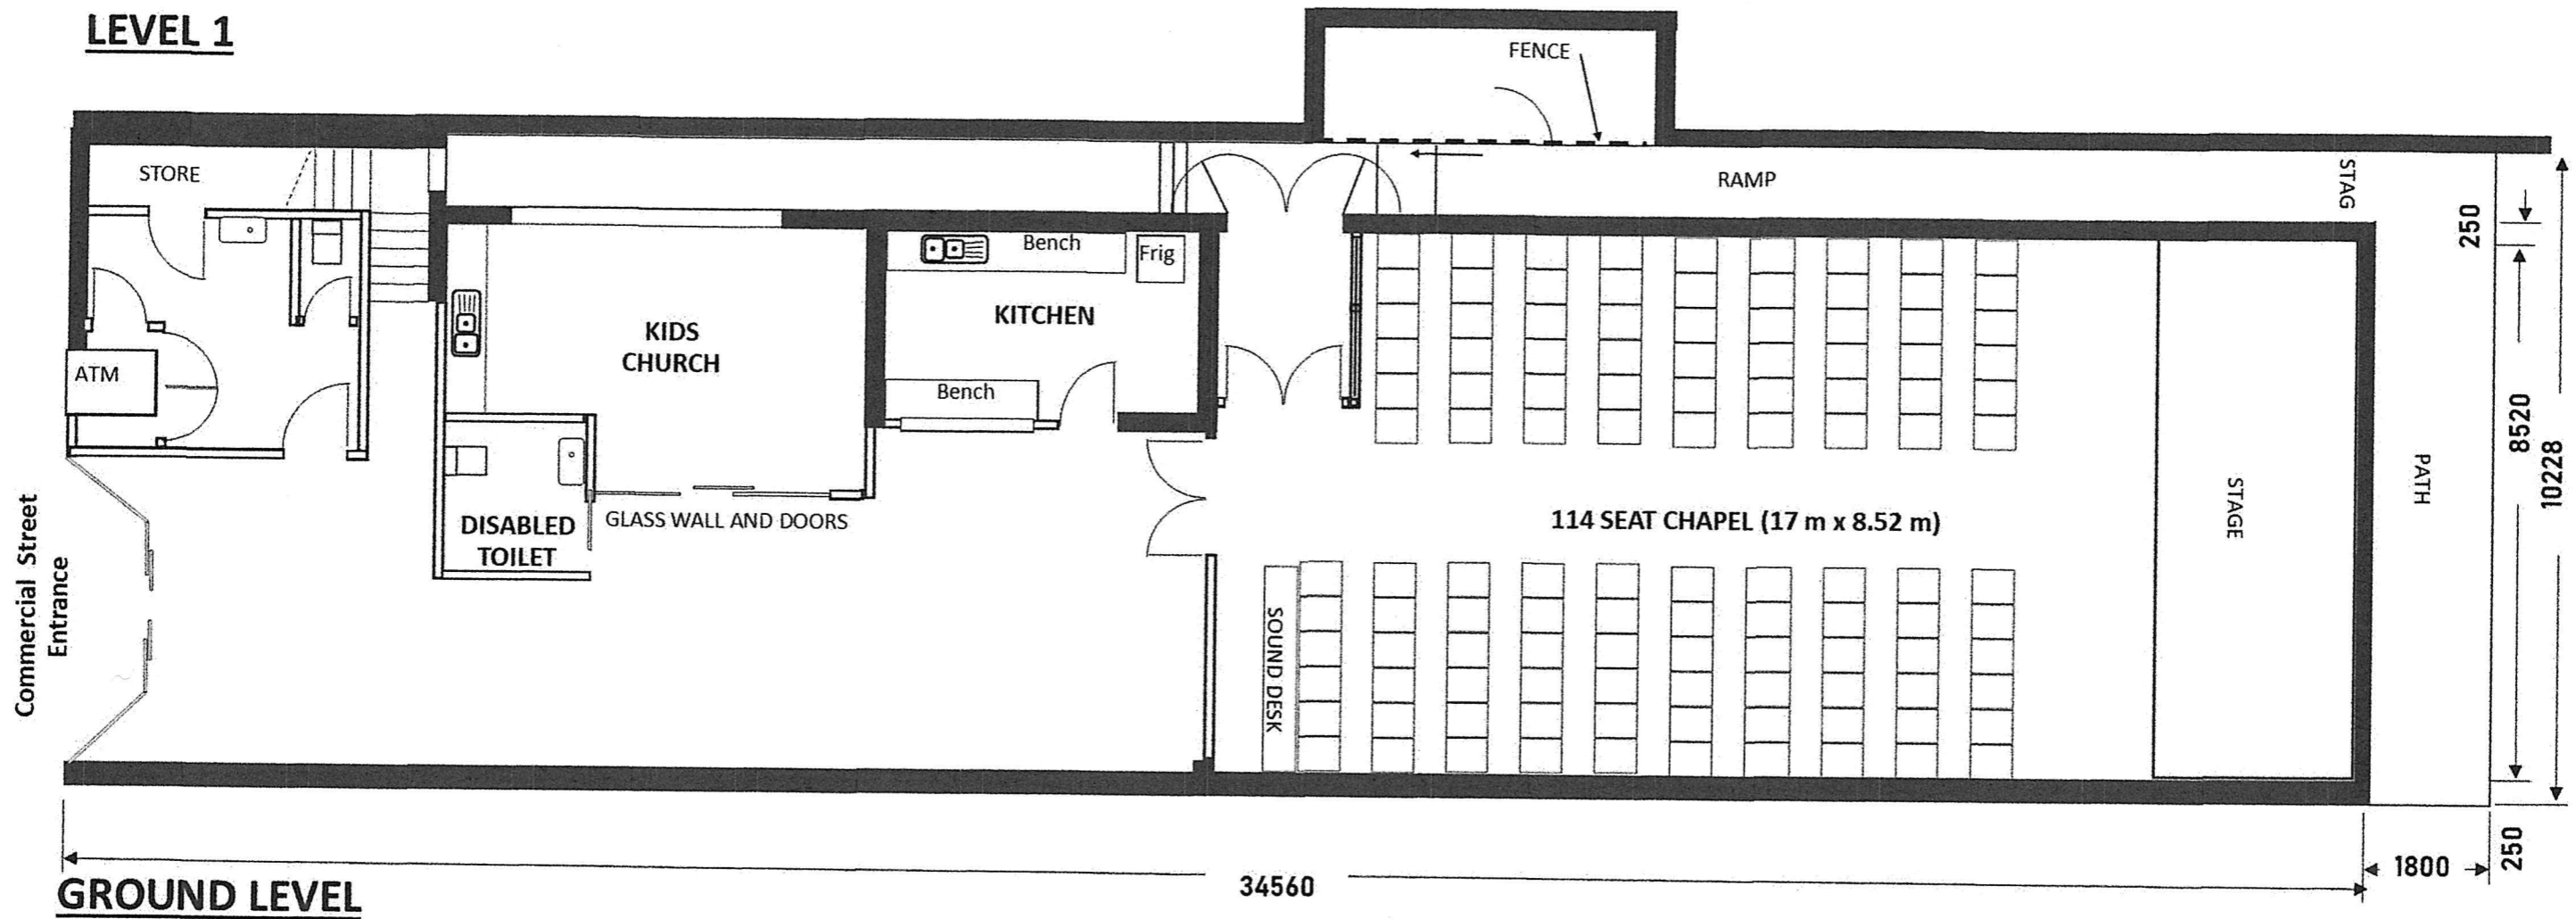 LEVEL 1
FENCE
STORE
RAMP
STAG
250
Bench
Frig
KITCHEN
KIDS
CHURCH
ATM
Bench
8520
10228
PATH
STAGE
114 SEAT CHAPEL (17 m x 8.52 m)
GLASS WALL AND DOORS
DISABLED
TOILET
Commercial Street
Entrance
SOUND DESK
250
1800
34560
GROUND LEVEL